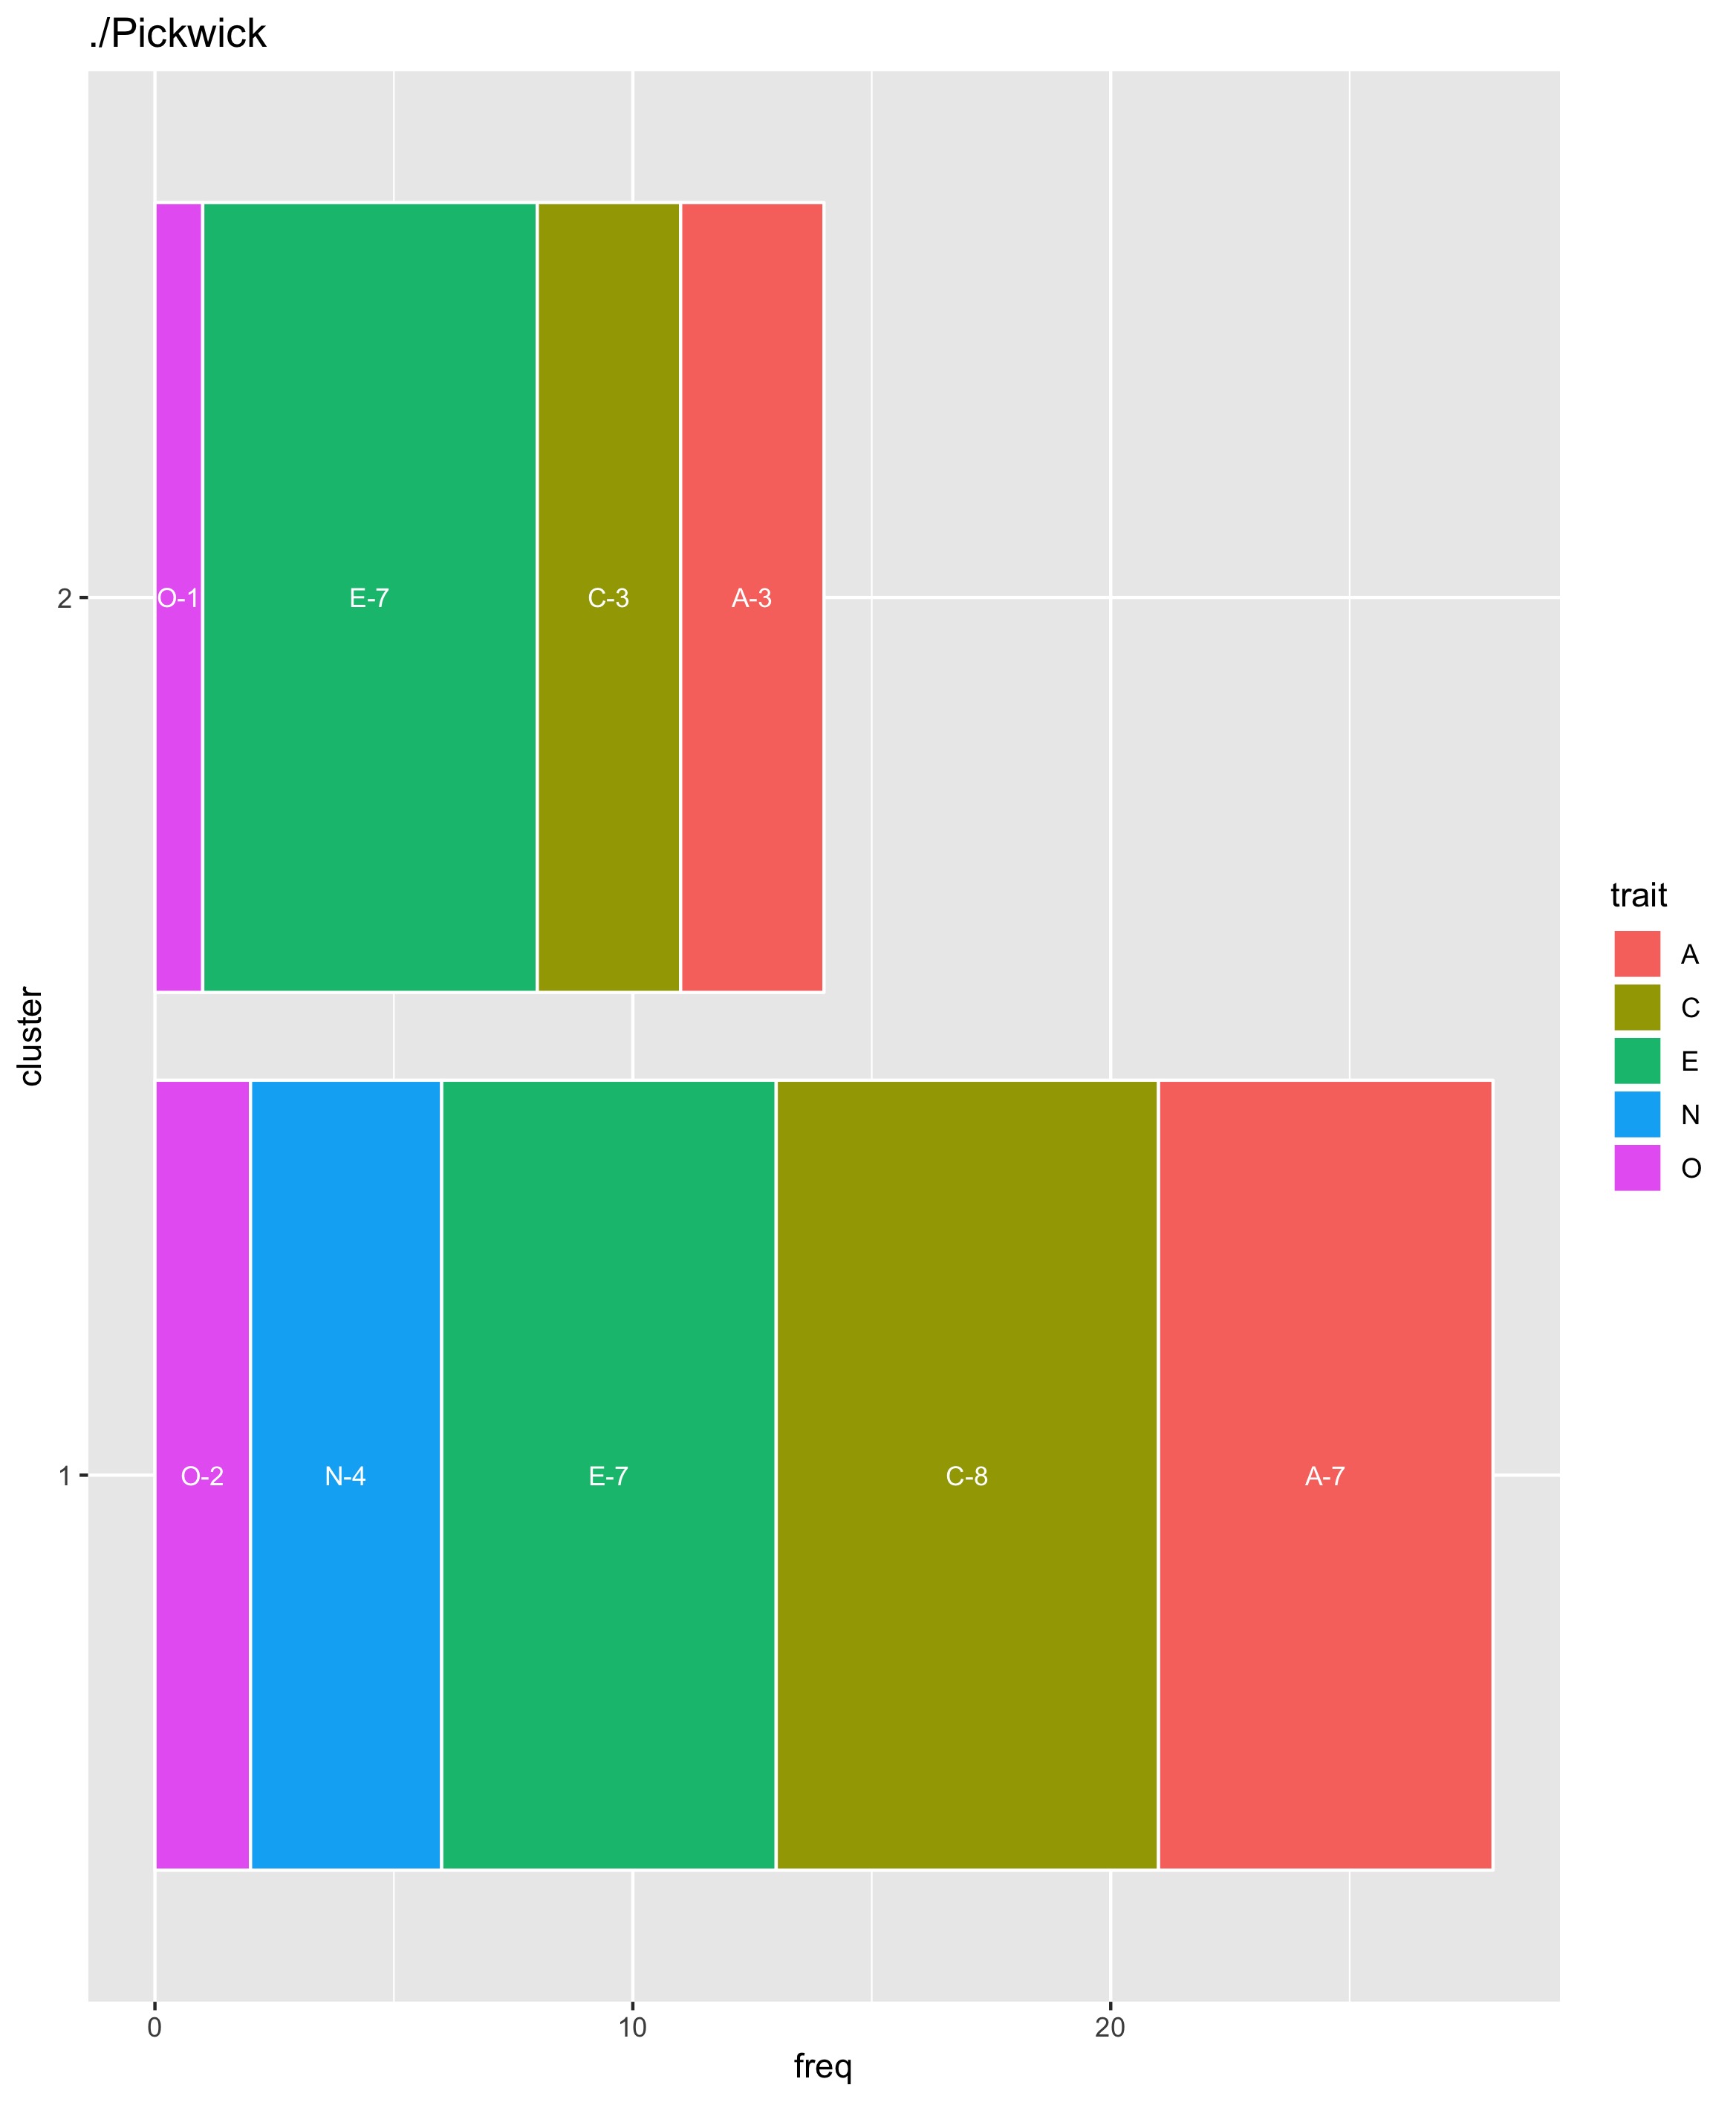 ./Pickwick
2
O-1 E-7 C-3 A-3
cluster
1
O-2 N-4 E-7 C-8 A-7
0 10 20
freq
trait
A
C
E
N
O